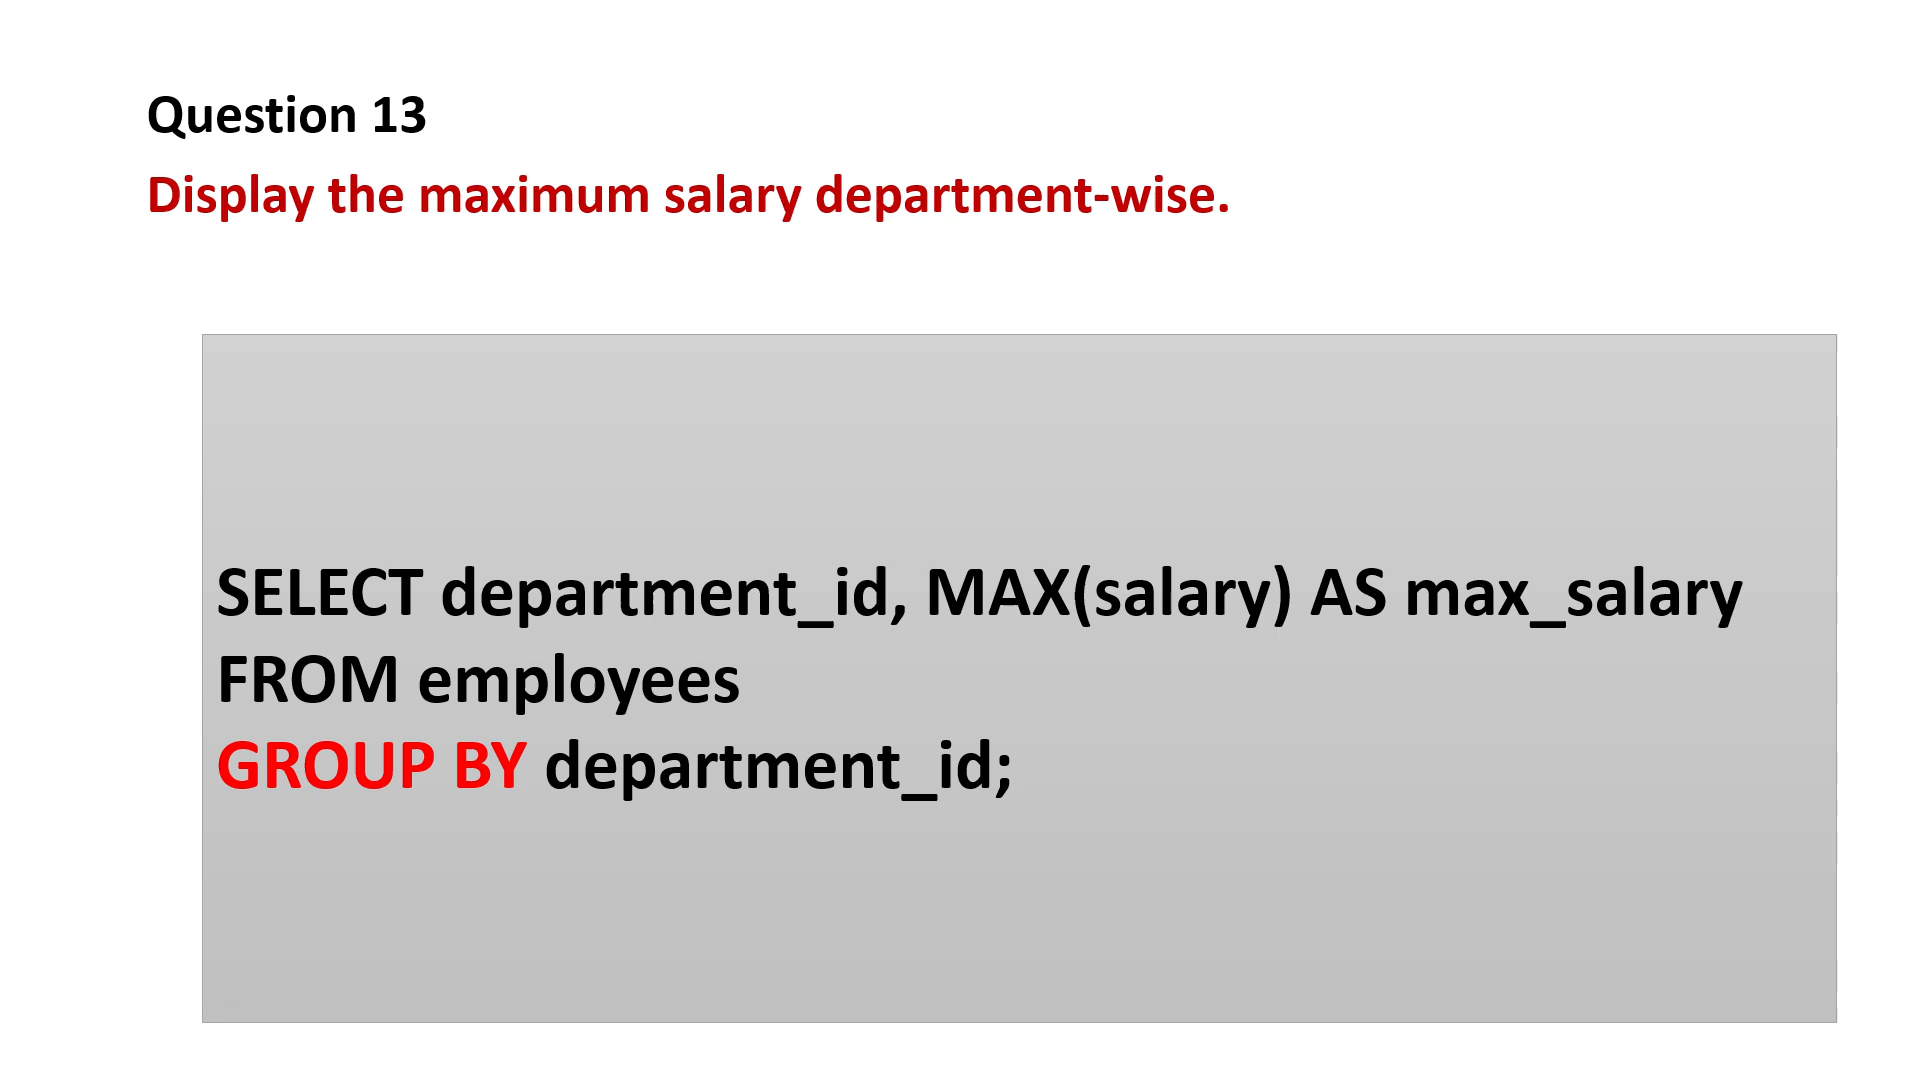 Question 13
Display the maximum salary department-wise.
SELECT department_id, MAX(salary) AS max_salary
FROM employees
GROUP BY department_id;